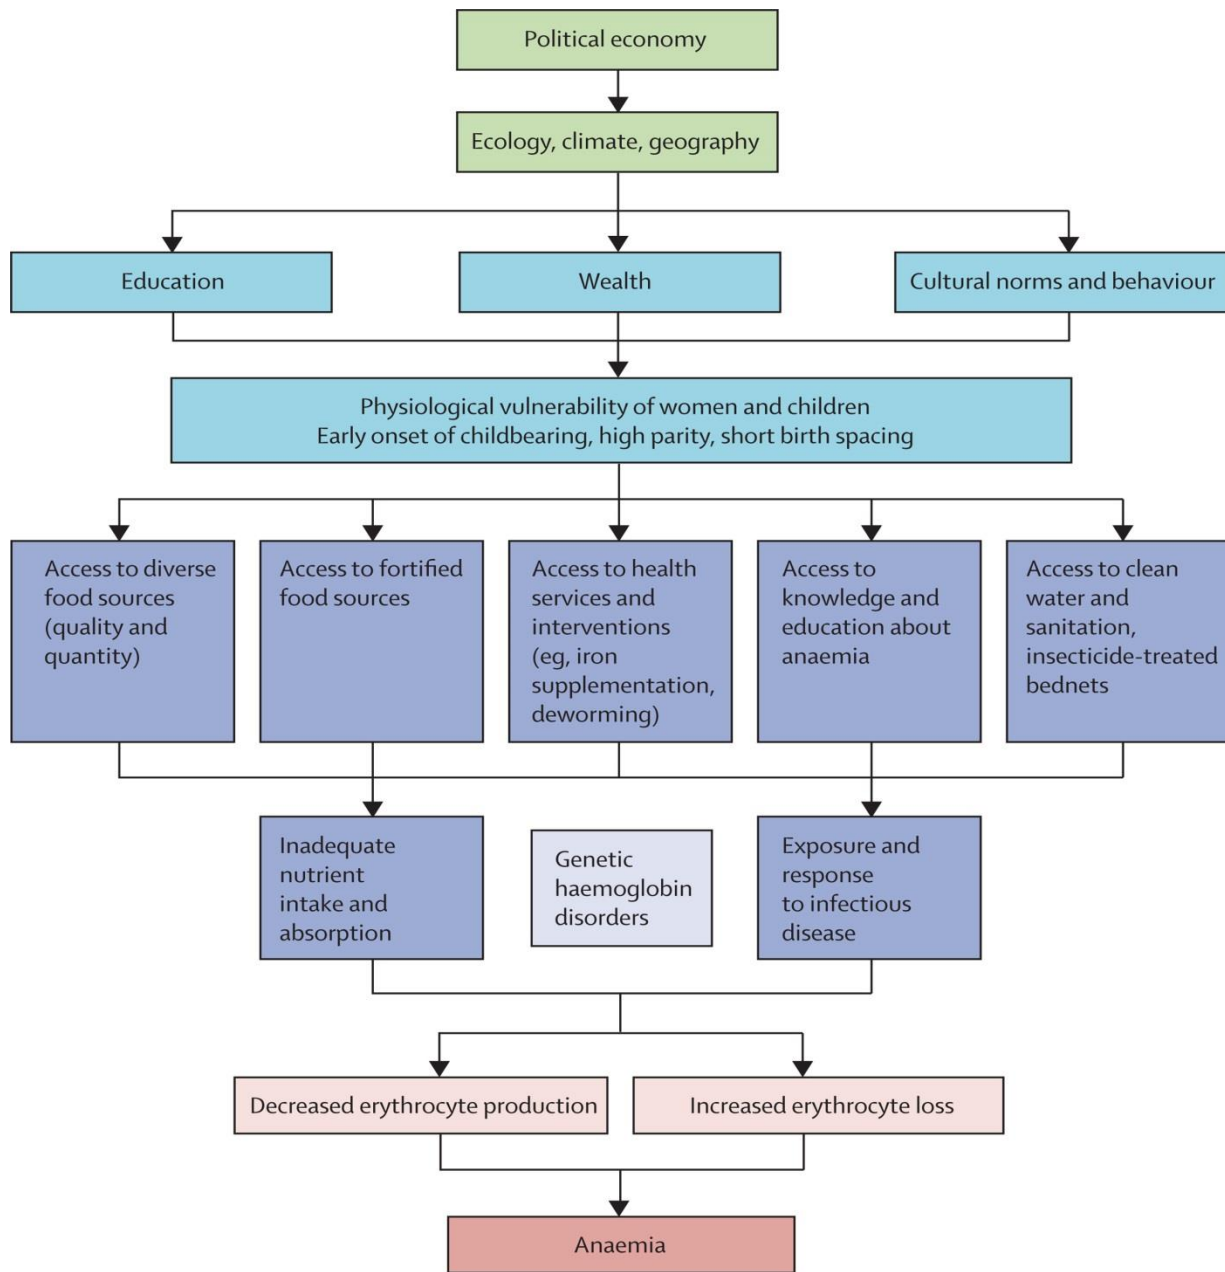 Political economy
Ecology, climate, geography
Education
Wealth
Cultural norms and behaviour
Physiological vulnerability of women and children
Early onset of childbearing, high parity, short birth spacing
Access to diverse
food sources
(quality and
quantity)
Access to fortified
food sources
Access to health
services and
interventions
(eg, iron
supplementation,
deworming)
Access to
knowledge and
education about
anaemia
Access to clean
water and
sanitation,
insecticide-treated
bednets
Inadequate
nutrient
intake and
absorption
Genetic
haemoglobin
disorders
Exposure and
response
to infectious
disease
Decreased erythrocyte production
Increased erythrocyte loss
Anaemia